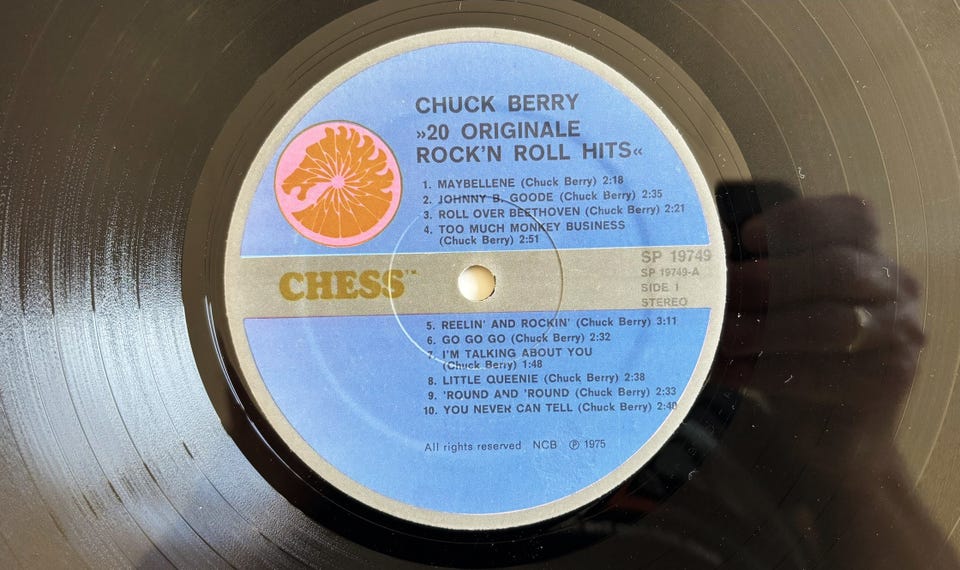 CHUCK BERRY
»20 ORIGINALE
ROCK'N ROLL HITS«
1. MAYBELLENE (Chuck Berry) 2:18
2. JOHNNY B. GOODE (Chuck Berry) 2:35
3. ROLL OVER BEETHOVEN (Chuck Berry) 2:21
4. TOO MUCH MONKEY BUSINESS
(Chuck Berry) 2:51
CHESS™
SP 19749
SP 19749-A
SIDE 1
STEREO
5. REELIN' AND ROCKIN' (Chuck Berry) 3:11
6. GO GO GO (Chuck Berry) 2:32
7. I'M TALKING ABOUT YOU
(Chuck Berry) 1:48
8. LITTLE QUEENIE (Chuck Berry) 2:38
9. 'ROUND AND 'ROUND (Chuck Berry) 2:33
10. YOU NEVER CAN TELL (Chuck Berry) 2:40
All rights reserved NCB ℗ 1975